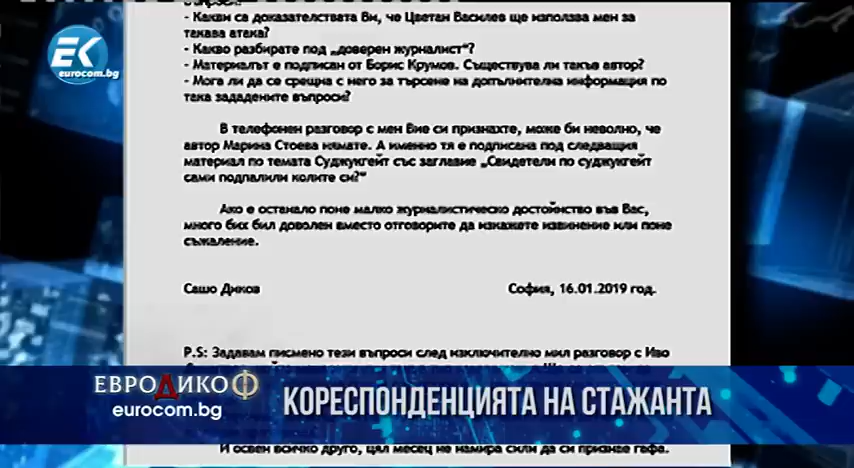 - Какви са доказателствата Ви, че Цветан Василев ще използва мен за
такава атака?
- Какво разбирате под „доверен журналист“?
- Материалът е подписан от Борис Крумов. Съществува ли такъв автор?
- Мога ли да се срещна с него за търсене на допълнителна информация по
така зададените въпроси?
В телефонен разговор с мен Вие си признахте, може би неволно, че
автор Марина Стоева нямате. А именно тя е подписана под следващия
материал по темата Суджукгейт със заглавие „Свидетели по суджукгейт
сами подпалили колите си?“
Ако е останало поне малко журналистическо достойнство във Вас,
много бих бил доволен вместо отговорите да изкажете извинение или поне
съжаление.
Сашо Диков
София, 16.01.2019 год.
P.S: Задавам писмено тези въпроси след изключително мил разговор с Иво
И освен всичко друго, цял месец не намира сили да си признае гафа.
EK
eurocom.bg
ЕВРОДИКОФ
eurocom.bg
КОРЕСПОНДЕНЦИЯТА НА СТАЖАНТА